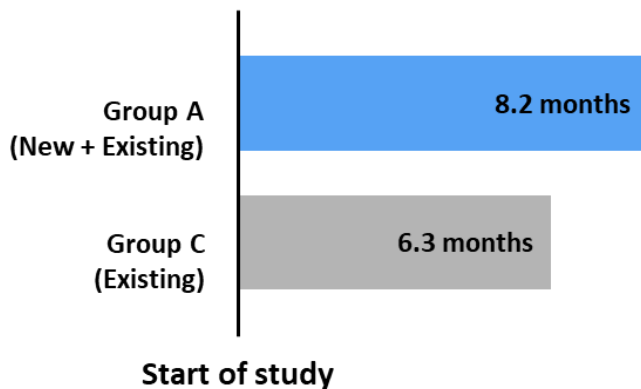 Group A
(New + Existing)
8.2 months
Group C
(Existing)
6.3 months
Start of study